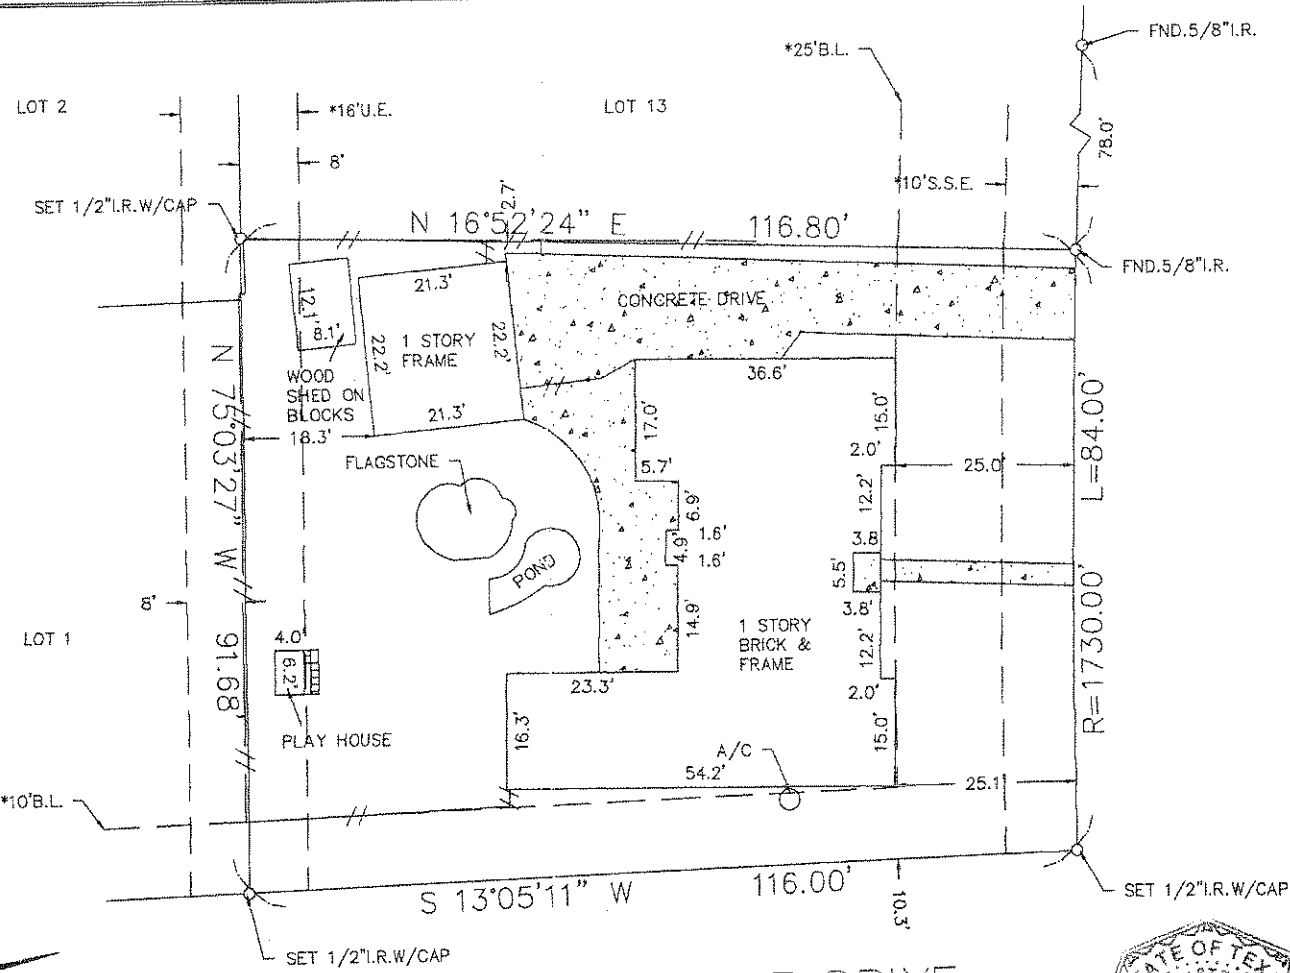 FND.5/8"I.R.
*25'B.L.
LOT 2
*16'U.E.
LOT 13
8'
78.0'
*10'S.S.E.
SET 1/2"I.R.W/CAP
2.7'
N 16°52'24" E
116.80'
FND.5/8"I.R.
21.3'
CONCRETE DRIVE
12.1'
8.1'
22.2'
1 STORY
FRAME
22.2'
WOOD
SHED ON
BLOCKS
36.6'
21.3'
17.0'
15.0'
18.3'
2.0'
25.0'
L=84.00'
N 75°03'27" W
91.68'
FLAGSTONE
5.7'
6.9'
12.2'
1.6'
4.9'
1.6'
3.8
5.5'
3.8'
POND
8'
LOT 1
4.0'
6.2'
14.9'
1 STORY
BRICK &
FRAME
12.2'
R=1730.00'
23.3'
2.0'
PLAY HOUSE
16.3'
A/C
15.0'
54.2'
25.1
*10'B.L.
S 13°05'11" W
116.00'
10.3'
SET 1/2"I.R.W/CAP
SET 1/2"I.R.W/CAP
DRIVE
ATE OF TEX